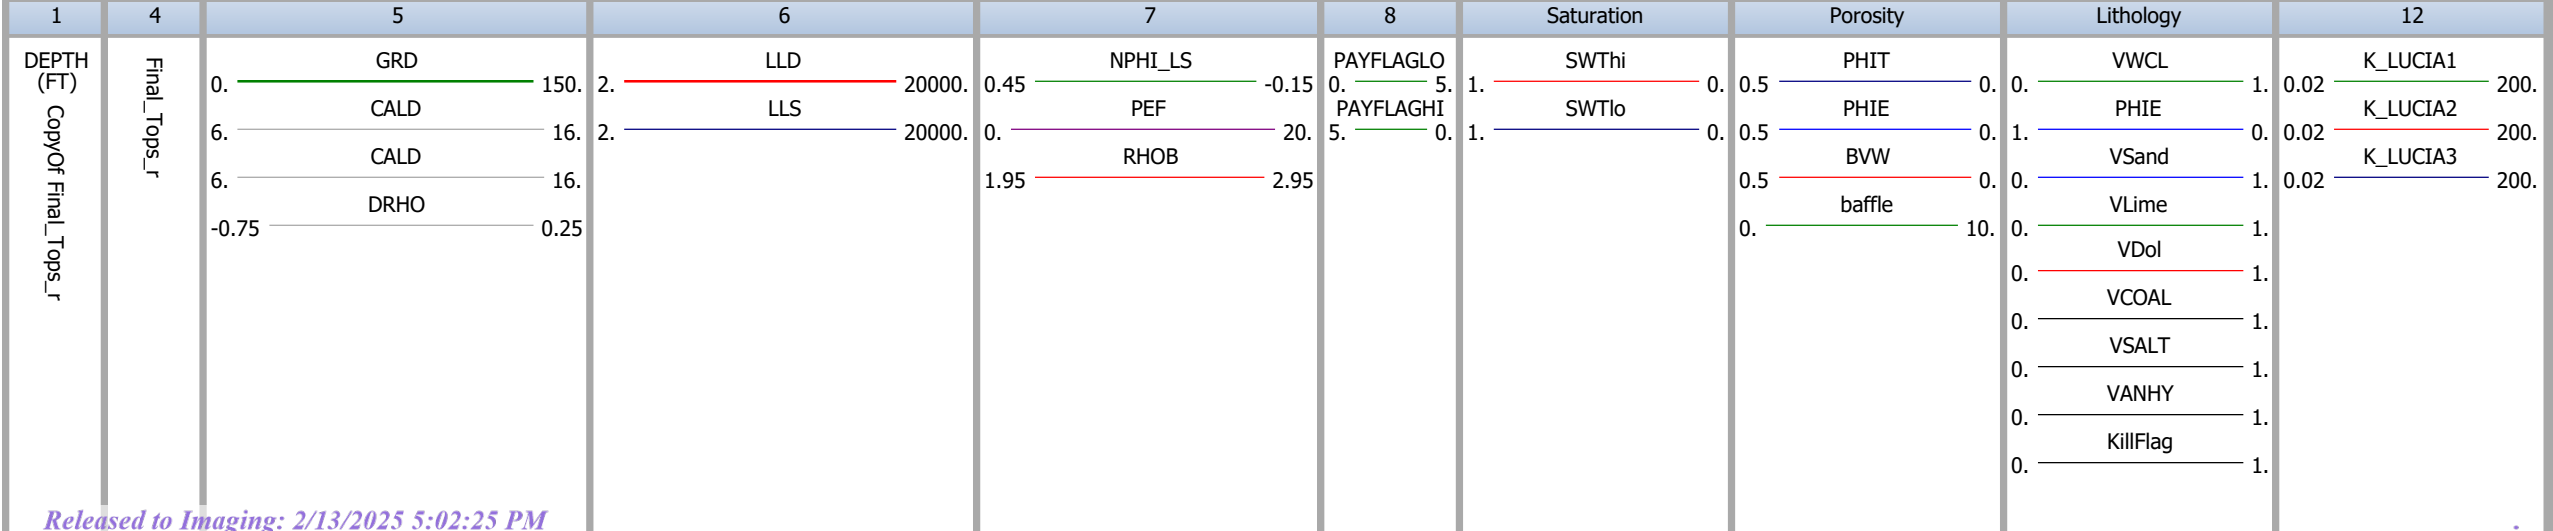 1 4 5 6 7 8 Saturation Porosity Lithology 12
DEPTH
(FT)
CopyOf Final_Tops_r
Final_Tops_r
GRD
0. 150.
CALD
6. 16.
CALD
6. 16.
DRHO
-0.75 0.25
LLD
2. 20000.
LLS
2. 20000.
NPHI_LS
0.45 -0.15
PEF
0. 20.
RHOB
1.95 2.95
PAYFLAGLO
0. 5.
PAYFLAGHI
5. 0.
SWThi
1. 0.
SWTlo
1. 0.
PHIT
0.5 0.
PHIE
0.5 0.
BVW
0.5 0.
baffle
0. 10.
VWCL
0. 1.
PHIE
1. 0.
VSand
0. 1.
VLime
0. 1.
VDol
0. 1.
VCOAL
0. 1.
VSALT
0. 1.
VANHY
0. 1.
KillFlag
0. 1.
K_LUCIA1
0.02 200.
K_LUCIA2
0.02 200.
K_LUCIA3
0.02 200.
Released to Imaging: 2/13/2025 5:02:25 PM